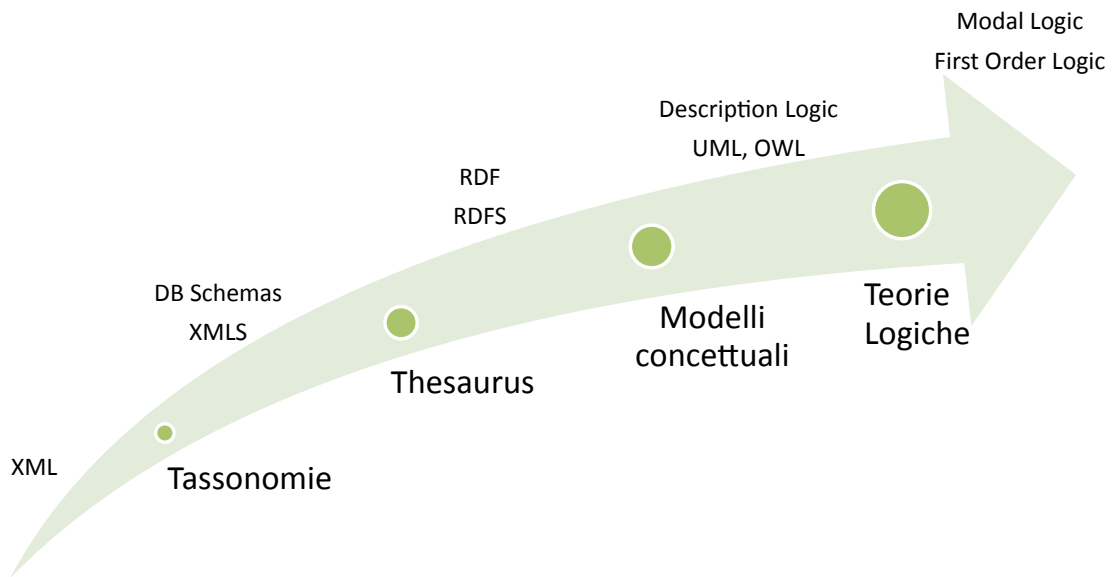 Modal Logic
First Order Logic
Description Logic
UML, OWL
RDF
RDFS
DB Schemas
XMLS
XML
Tassonomie
Thesaurus
Modelli
concettuali
Teorie
Logiche